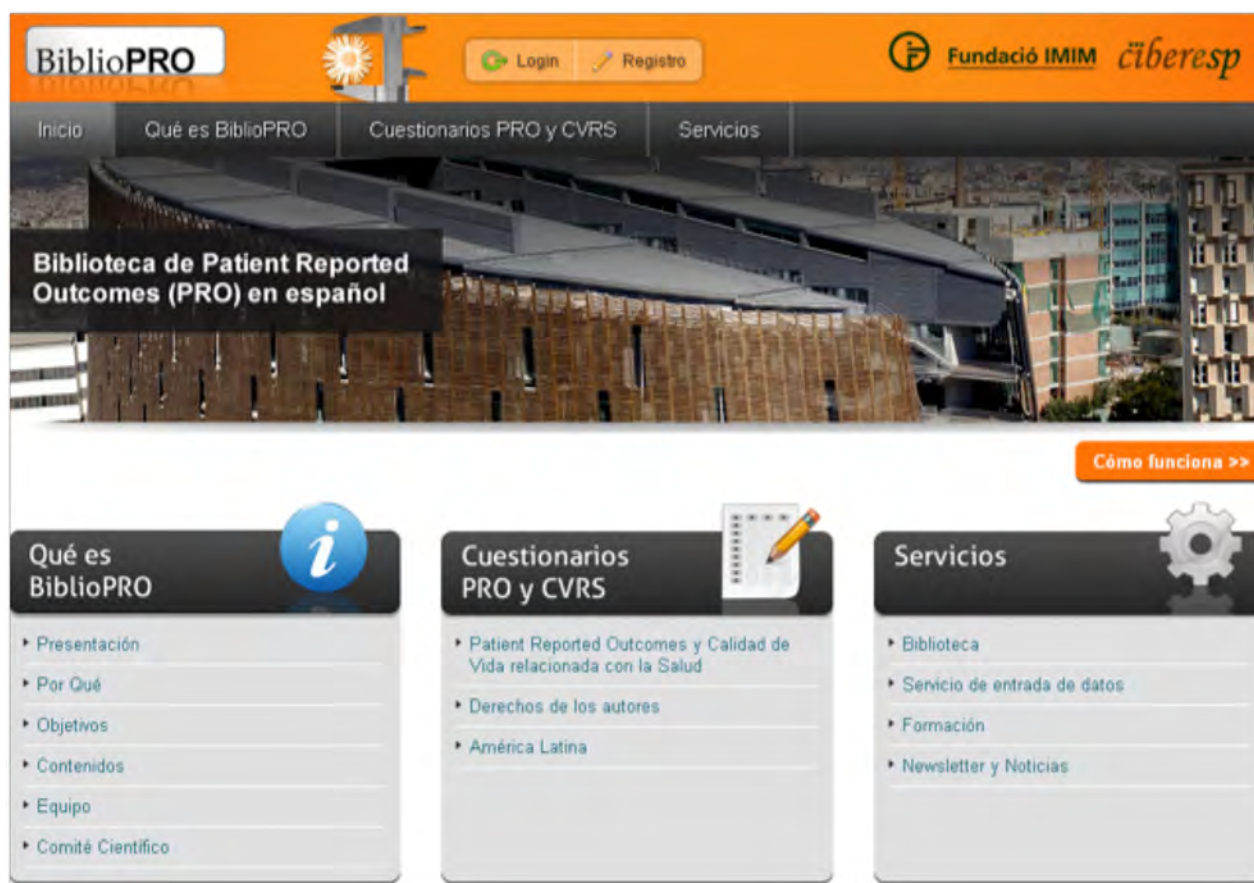 BiblioPRO
Login
Registro
Fundació IMIM
ciberesp
Inicio
Qué es BiblioPRO
Cuestionarios PRO y CVRS
Servicios
Biblioteca de Patient Reported
Outcomes (PRO) en español
Cómo funciona >>
Qué es
BiblioPRO
Presentación
Por Qué
Objetivos
Contenidos
Equipo
Comité Científico
Cuestionarios
PRO y CVRS
Patient Reported Outcomes y Calidad de
Vida relacionada con la Salud
Derechos de los autores
América Latina
Servicios
Biblioteca
Servicio de entrada de datos
Formación
Newsletter y Noticias